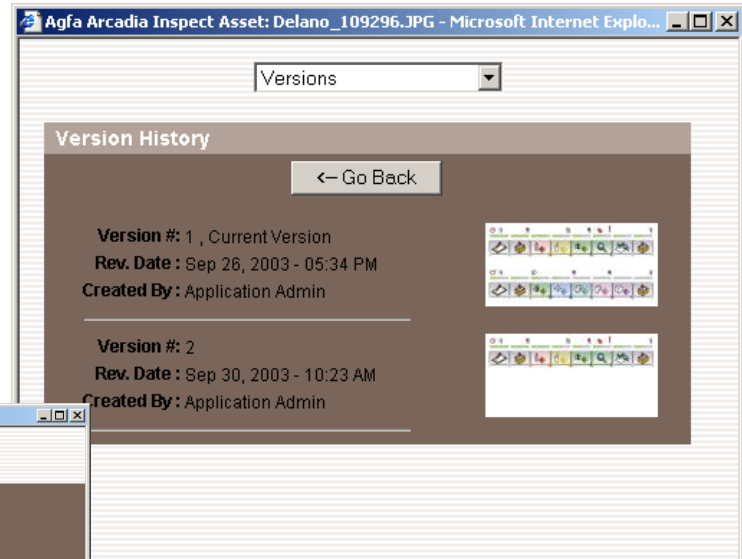 Agfa Arcadia Inspect Asset: Delano_109296.JPG - Microsoft Internet Explo...
Versions
Version History
<– Go Back
Version #: 1 , Current Version
Rev. Date : Sep 26, 2003 - 05:34 PM
Created By : Application Admin
Version #: 2
Rev. Date : Sep 30, 2003 - 10:23 AM
Created By : Application Admin